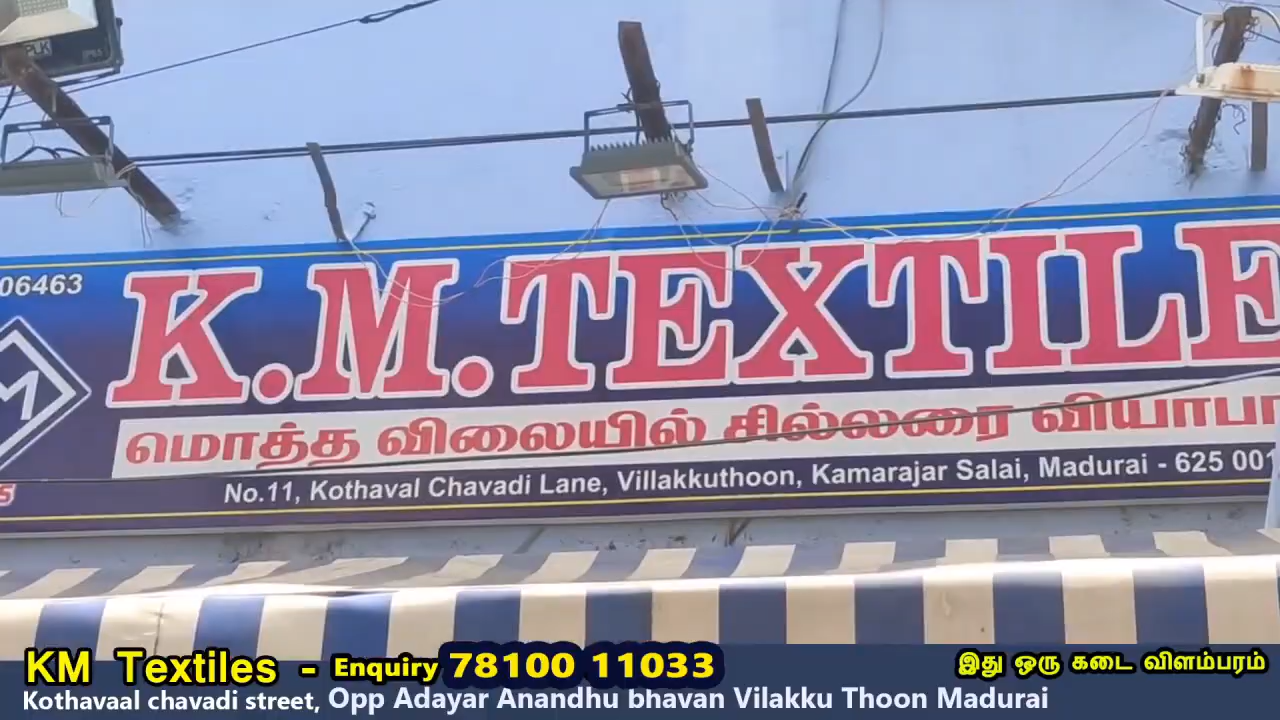 06463
K.M.TEXTILE
மொத்த விலையில் சில்லரை
No.11, Kothaval Chavadi Lane, Villakkuthoon, Kamarajar Salai, Madurai - 625 001
KM Textiles - Enquiry 78100 11033
இது ஒரு கடை விளம்பரம்
Kothavaal chavadi street, Opp Adayar Anandhu bhavan Vilakku Thoon Madurai